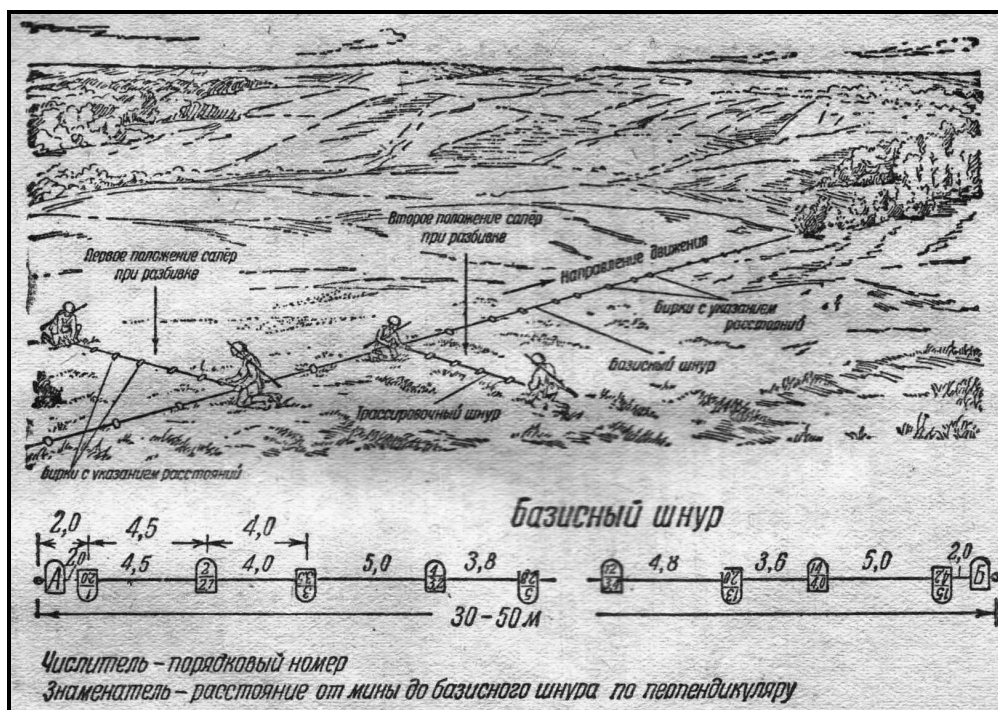 Второе положение сапёр
при разбивке
Первое положение сапёр
при разбивке
Направление движения
Бирки с указанием
расстояний
Базисный шнур
Трассировочный шнур
Бирки с указанием расстояний
Базисный шнур
2,0 4,5 4,0
А 2,0 4,5 4,0 5,0 3,8 4,8 3,6 5,0 2,0 Б
30-50м
Числитель - порядковый номер
Знаменатель - расстояние от мины до базисного шнура по перпендикуляру